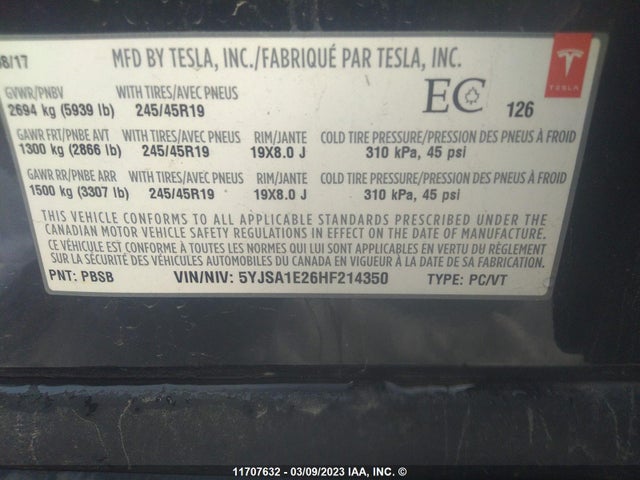 8/17 MFD BY TESLA, INC./FABRIQUÉ PAR TESLA, INC.
TESLA
GVWR/PNBV WITH TIRES/AVEC PNEUS
2694 kg (5939 lb) 245/45R19 EC 126
GAWR FRT/PNBE AVT WITH TIRES/AVEC PNEUS RIM/JANTE COLD TIRE PRESSURE/PRESSION DES PNEUS À FROID
1300 kg (2866 lb) 245/45R19 19X8.0 J 310 kPa, 45 psi
GAWR RR/PNBE ARR WITH TIRES/AVEC PNEUS RIM/JANTE COLD TIRE PRESSURE/PRESSION DES PNEUS À FROID
1500 kg (3307 lb) 245/45R19 19X8.0 J 310 kPa, 45 psi
THIS VEHICLE CONFORMS TO ALL APPLICABLE STANDARDS PRESCRIBED UNDER THE
CANADIAN MOTOR VEHICLE SAFETY REGULATIONS IN EFFECT ON THE DATE OF MANUFACTURE.
CE VÉHICULE EST CONFORME À TOUTES LES NORMES QUI LUI SONT APPLICABLES EN VERTU DU RÈGLEMENT
SUR LA SÉCURITÉ DES VÉHICULES AUTOMOBILES DU CANADA EN VIGUEUR À LA DATE DE SA FABRICATION.
PNT: PBSB VIN/NIV: 5YJSA1E26HF214350 TYPE: PC/VT
11707632 - 03/09/2023 IAA, INC. ©